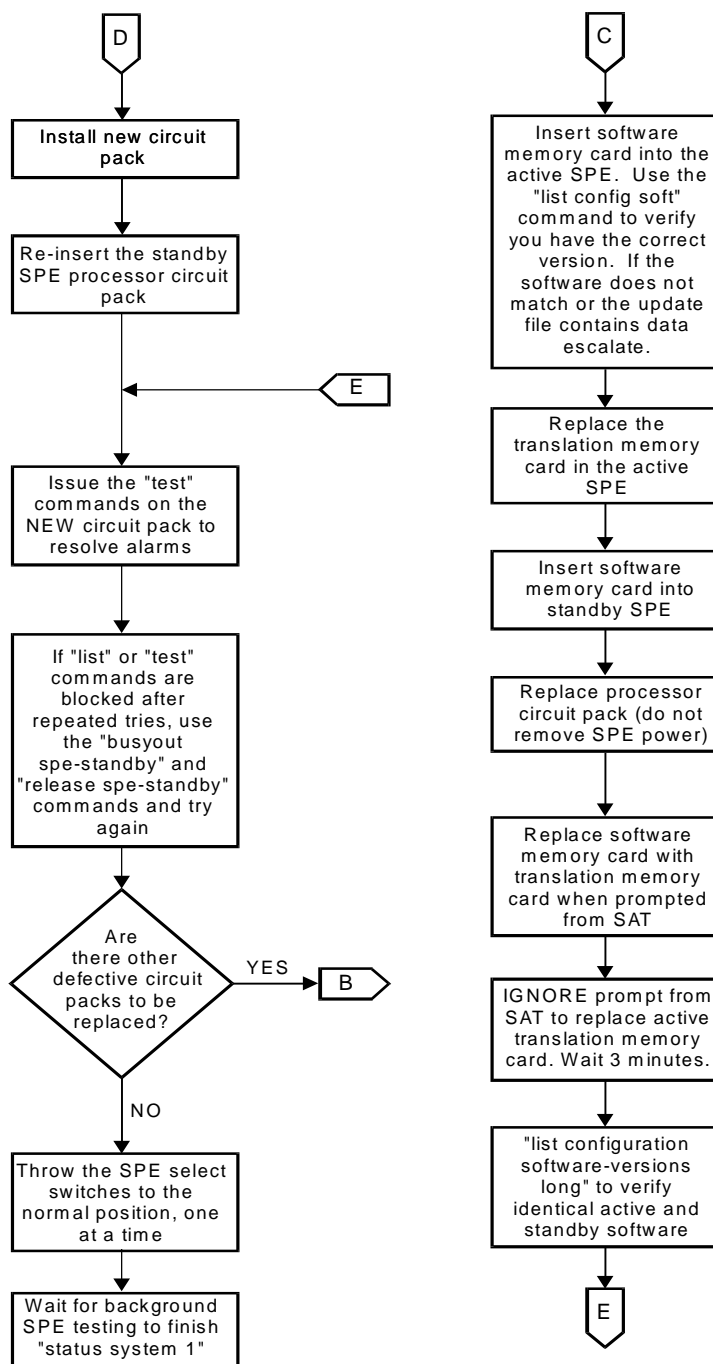 D
Install new circuit
pack
Re-insert the standby
SPE processor circuit
pack
E
Issue the "test"
commands on the
NEW circuit pack to
resolve alarms
If "list" or "test"
commands are
blocked after
repeated tries, use
the "busyout
spe-standby" and
"release spe-standby"
commands and try
again
Are
there other
defective circuit
packs to be
replaced?
YES
B
NO
Throw the SPE select
switches to the
normal position, one
at a time
Wait for background
SPE testing to finish
"status system 1"
C
Insert software
memory card into the
active SPE. Use the
"list config soft"
command to verify
you have the correct
version. If the
software does not
match or the update
file contains data
escalate.
Replace the
translation memory
card in the active
SPE
Insert software
memory card into
standby SPE
Replace processor
circuit pack (do not
remove SPE power)
Replace software
memory card with
translation memory
card when prompted
from SAT
IGNORE prompt from
SAT to replace active
translation memory
card. Wait 3 minutes.
"list configuration
software-versions
long" to verify
identical active and
standby software
E